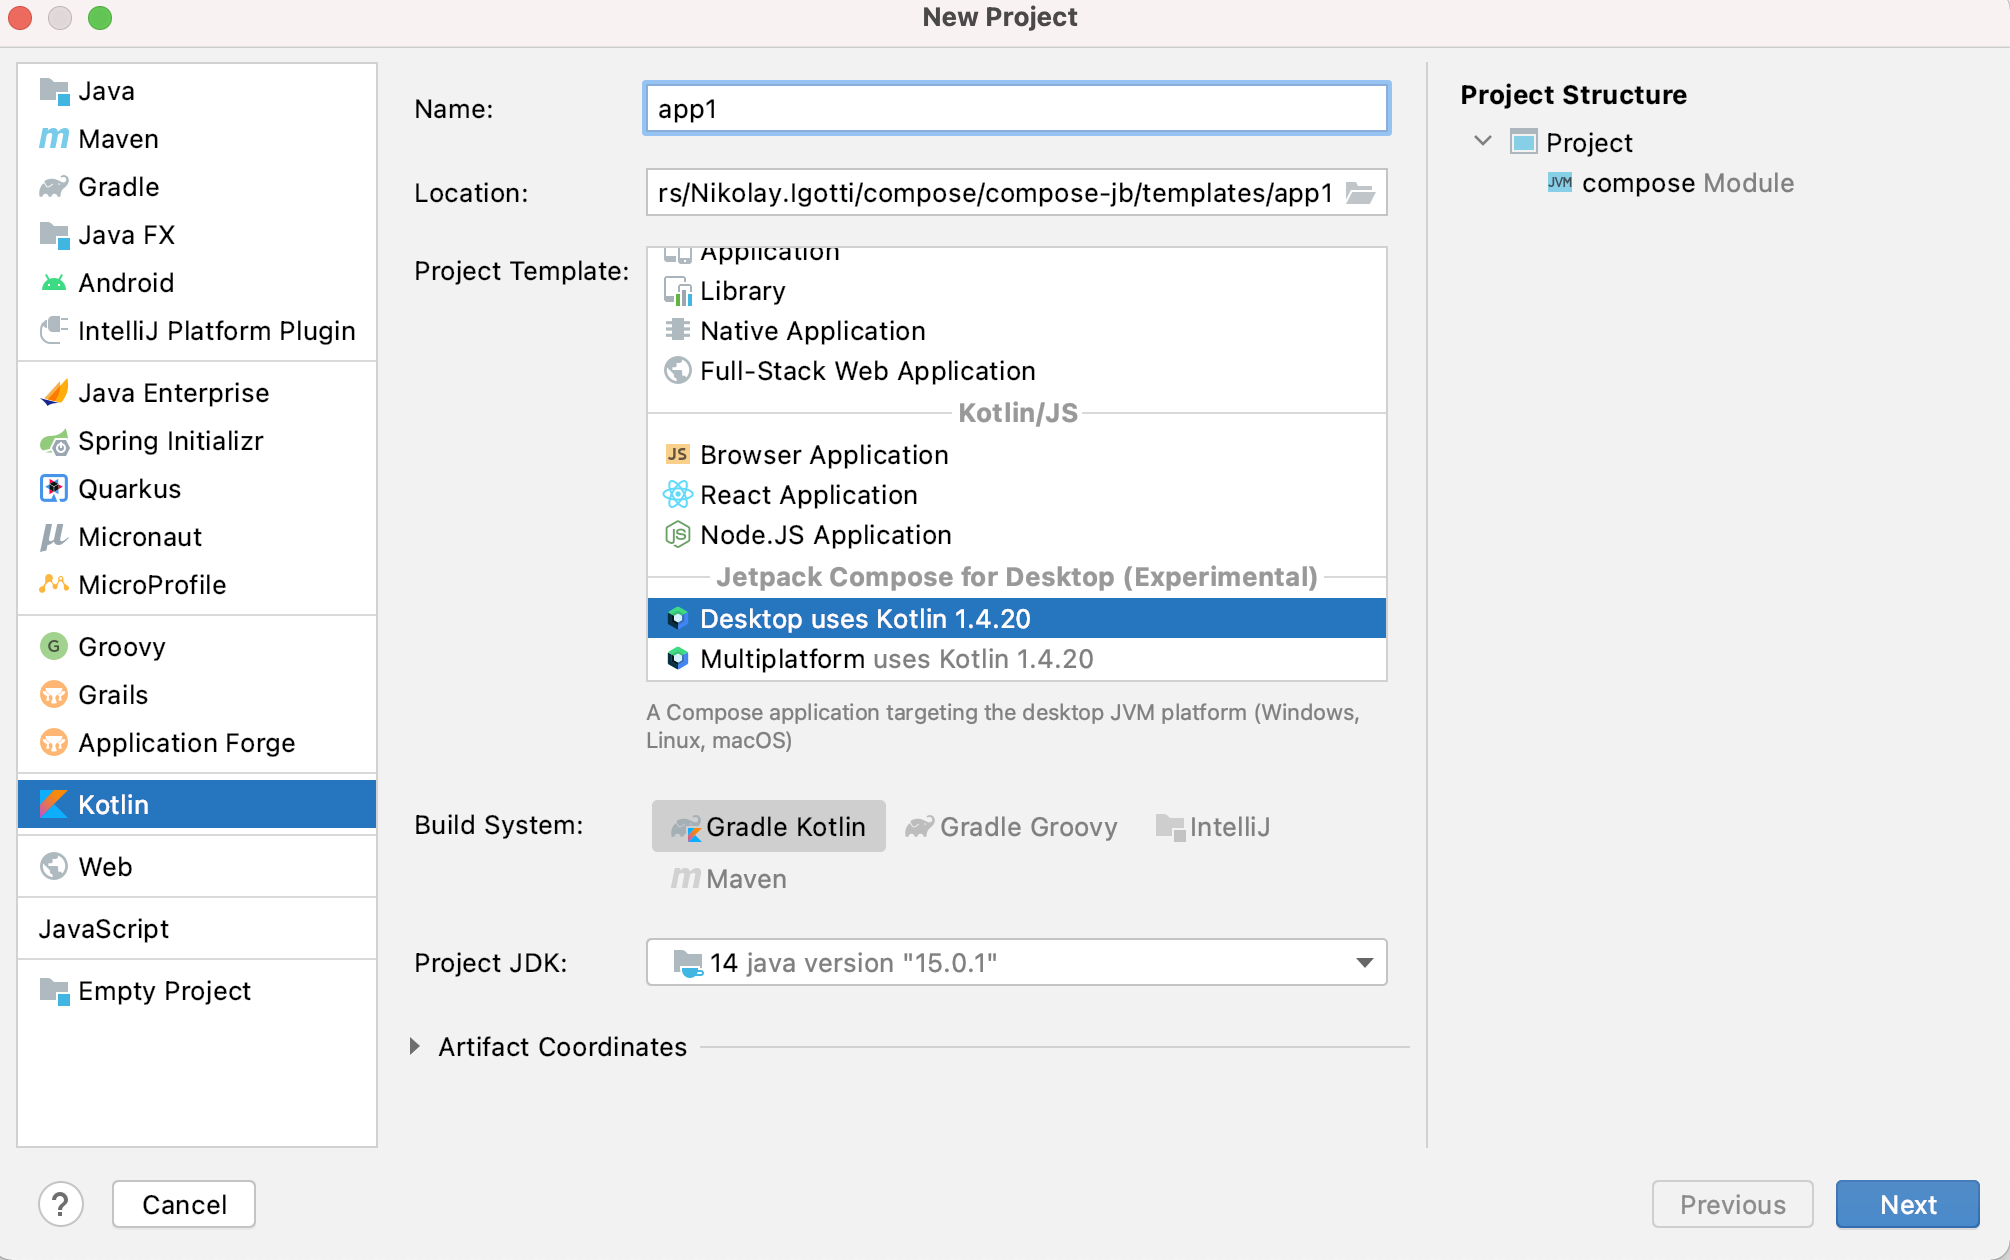 New Project
Java
Maven
Gradle
Java FX
Android
IntelliJ Platform Plugin
Java Enterprise
Spring Initializr
Quarkus
Micronaut
MicroProfile
G Groovy
Grails
Application Forge
Kotlin
Web
JavaScript
Empty Project
Name: app1
Location: rs/Nikolay.Igotti/compose/compose-jb/templates/app1
Project Template:
Application
Library
Native Application
Full-Stack Web Application
Kotlin/JS
JS Browser Application
React Application
JS Node.JS Application
Jetpack Compose for Desktop (Experimental)
Desktop uses Kotlin 1.4.20
Multiplatform uses Kotlin 1.4.20
A Compose application targeting the desktop JVM platform (Windows,
Linux, macOS)
Build System: Gradle Kotlin Gradle Groovy IntelliJ
m Maven
Project JDK: 14 java version "15.0.1"
Artifact Coordinates
Project Structure
Project
JVM compose Module
? Cancel Previous Next